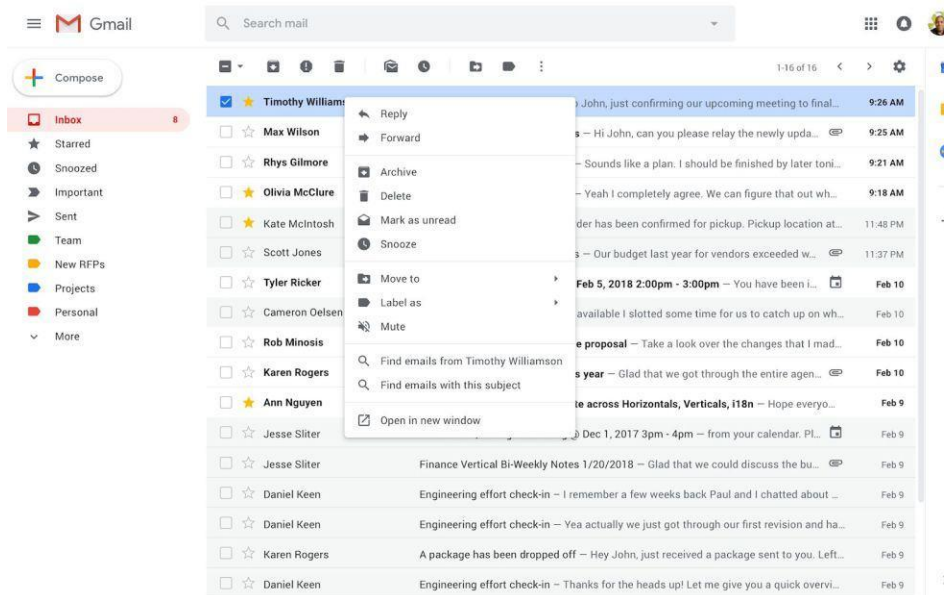 Gmail
Search mail
Compose
1-16 of 16
Inbox 8
Starred
Snoozed
Important
Sent
Team
New RFPs
Projects
Personal
More
Timothy Williams John, just confirming our upcoming meeting to final... 9:26 AM
Max Wilson s — Hi John, can you please relay the newly upda... 9:25 AM
Rhys Gilmore – Sounds like a plan. I should be finished by later toni... 9:21 AM
Olivia McClure – Yeah I completely agree. We can figure that out wh... 9:18 AM
Kate McIntosh der has been confirmed for pickup. Pickup location at... 11:48 PM
Scott Jones s — Our budget last year for vendors exceeded w... 11:37 PM
Tyler Ricker Feb 5, 2018 2:00pm - 3:00pm — You have been i... Feb 10
Cameron Oelsen available I slotted some time for us to catch up on wh... Feb 10
Rob Minosis e proposal — Take a look over the changes that I mad... Feb 10
Karen Rogers s year — Glad that we got through the entire agen... Feb 10
Ann Nguyen te across Horizontals, Verticals, i18n — Hope everyo... Feb 9
Jesse Sliter Dec 1, 2017 3pm - 4pm — from your calendar. Pl... Feb 9
Jesse Sliter Finance Vertical Bi-Weekly Notes 1/20/2018 — Glad that we could discuss the bu... Feb 9
Daniel Keen Engineering effort check-in – I remember a few weeks back Paul and I chatted about ... Feb 9
Daniel Keen Engineering effort check-in — Yea actually we just got through our first revision and ha... Feb 9
Karen Rogers A package has been dropped off — Hey John, just received a package sent to you. Left... Feb 9
Daniel Keen Engineering effort check-in – Thanks for the heads up! Let me give you a quick overvi... Feb 9
Reply
Forward
Archive
Delete
Mark as unread
Snooze
Move to
Label as
Mute
Find emails from Timothy Williamson
Find emails with this subject
Open in new window